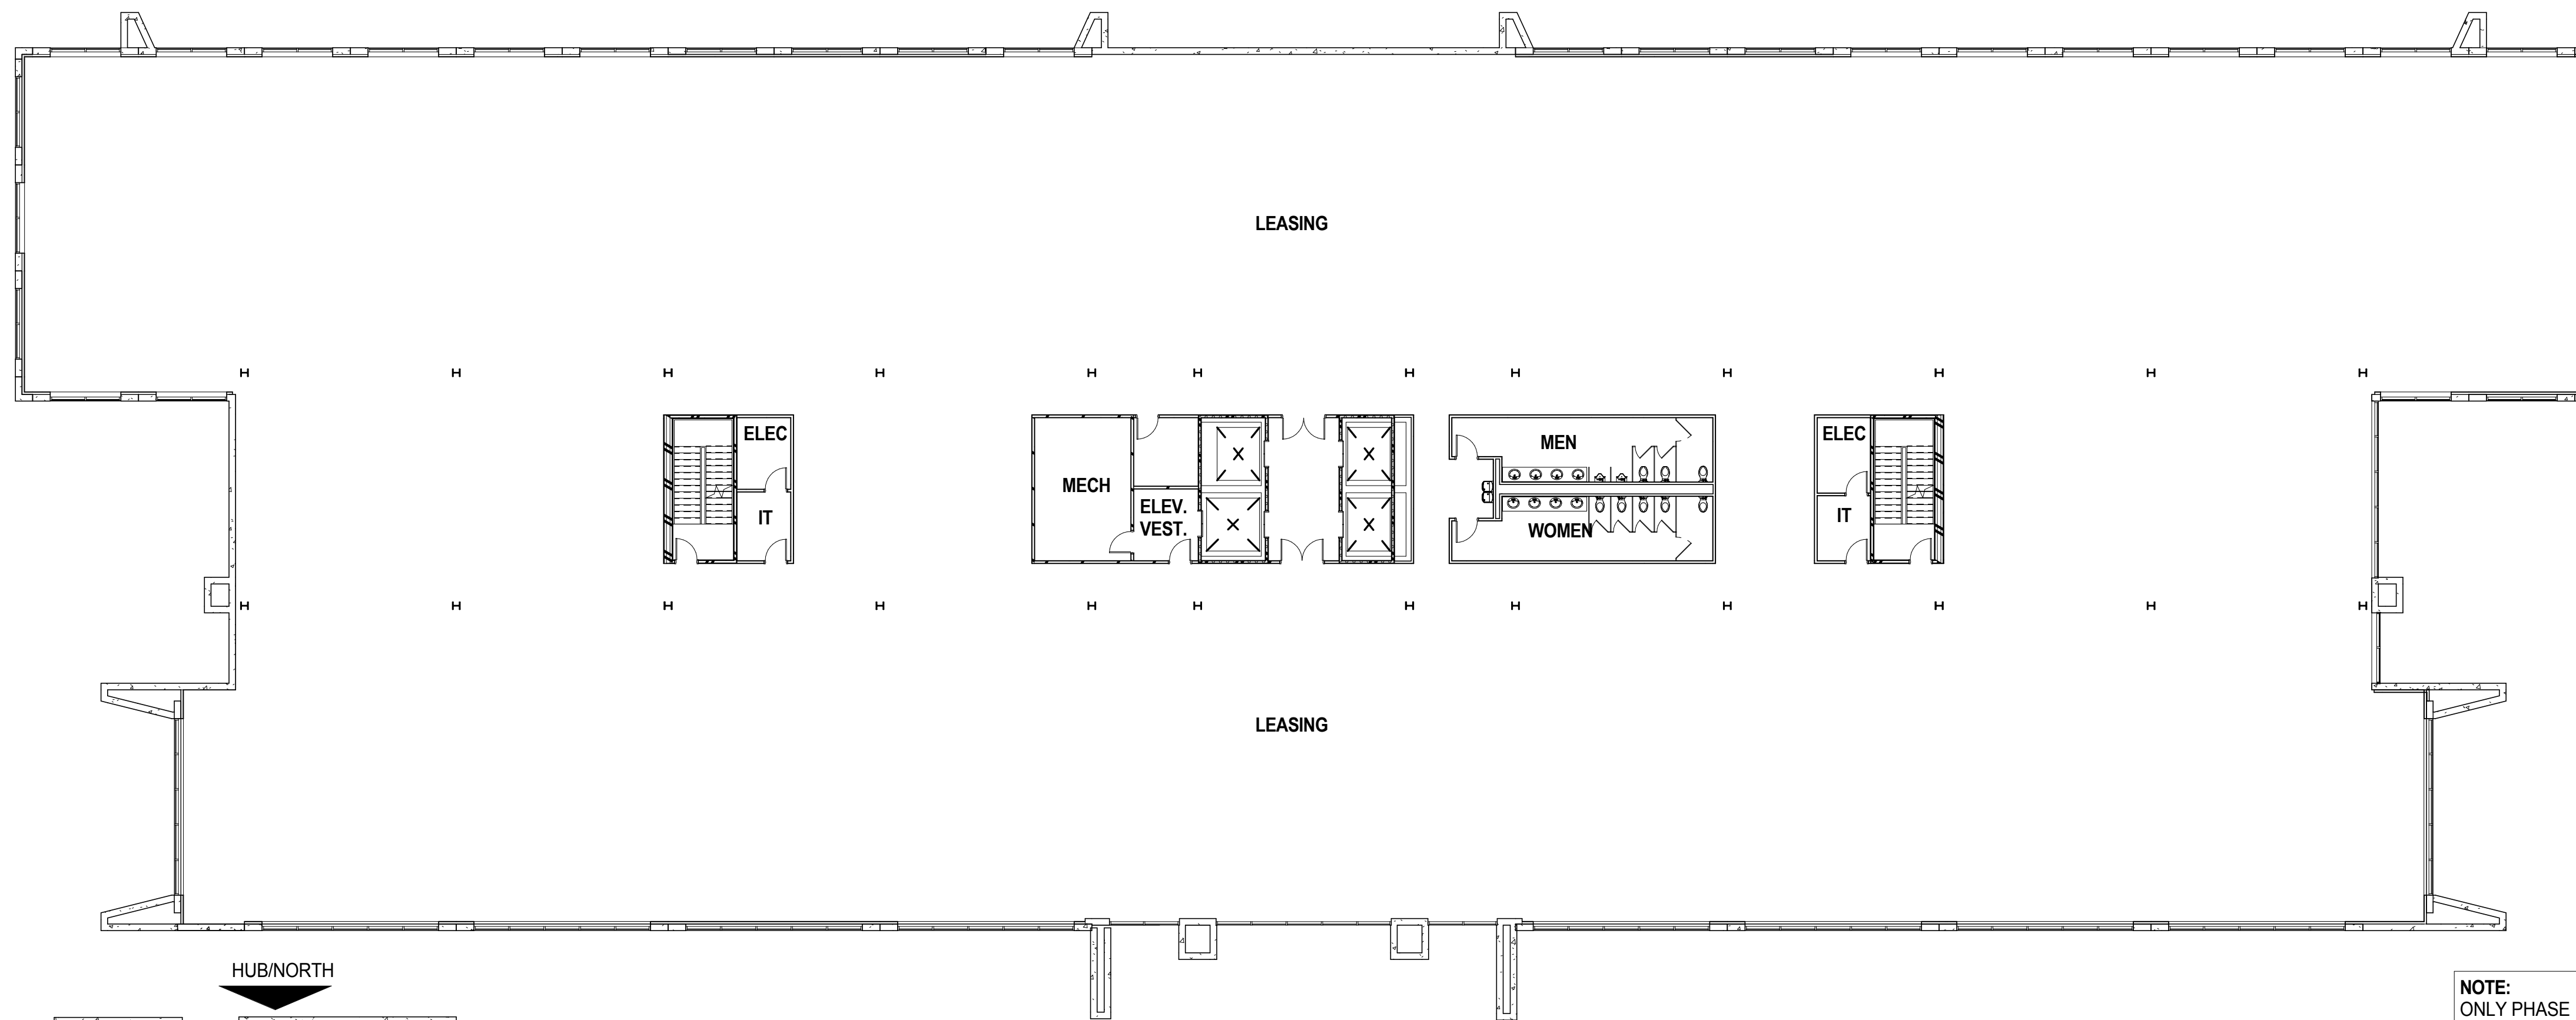 LEASING
ELEC
IT
MECH
ELEV.
VEST.
MEN
WOMEN
ELEC
IT
LEASING
HUB/NORTH
NOTE:
ONLY PHASE